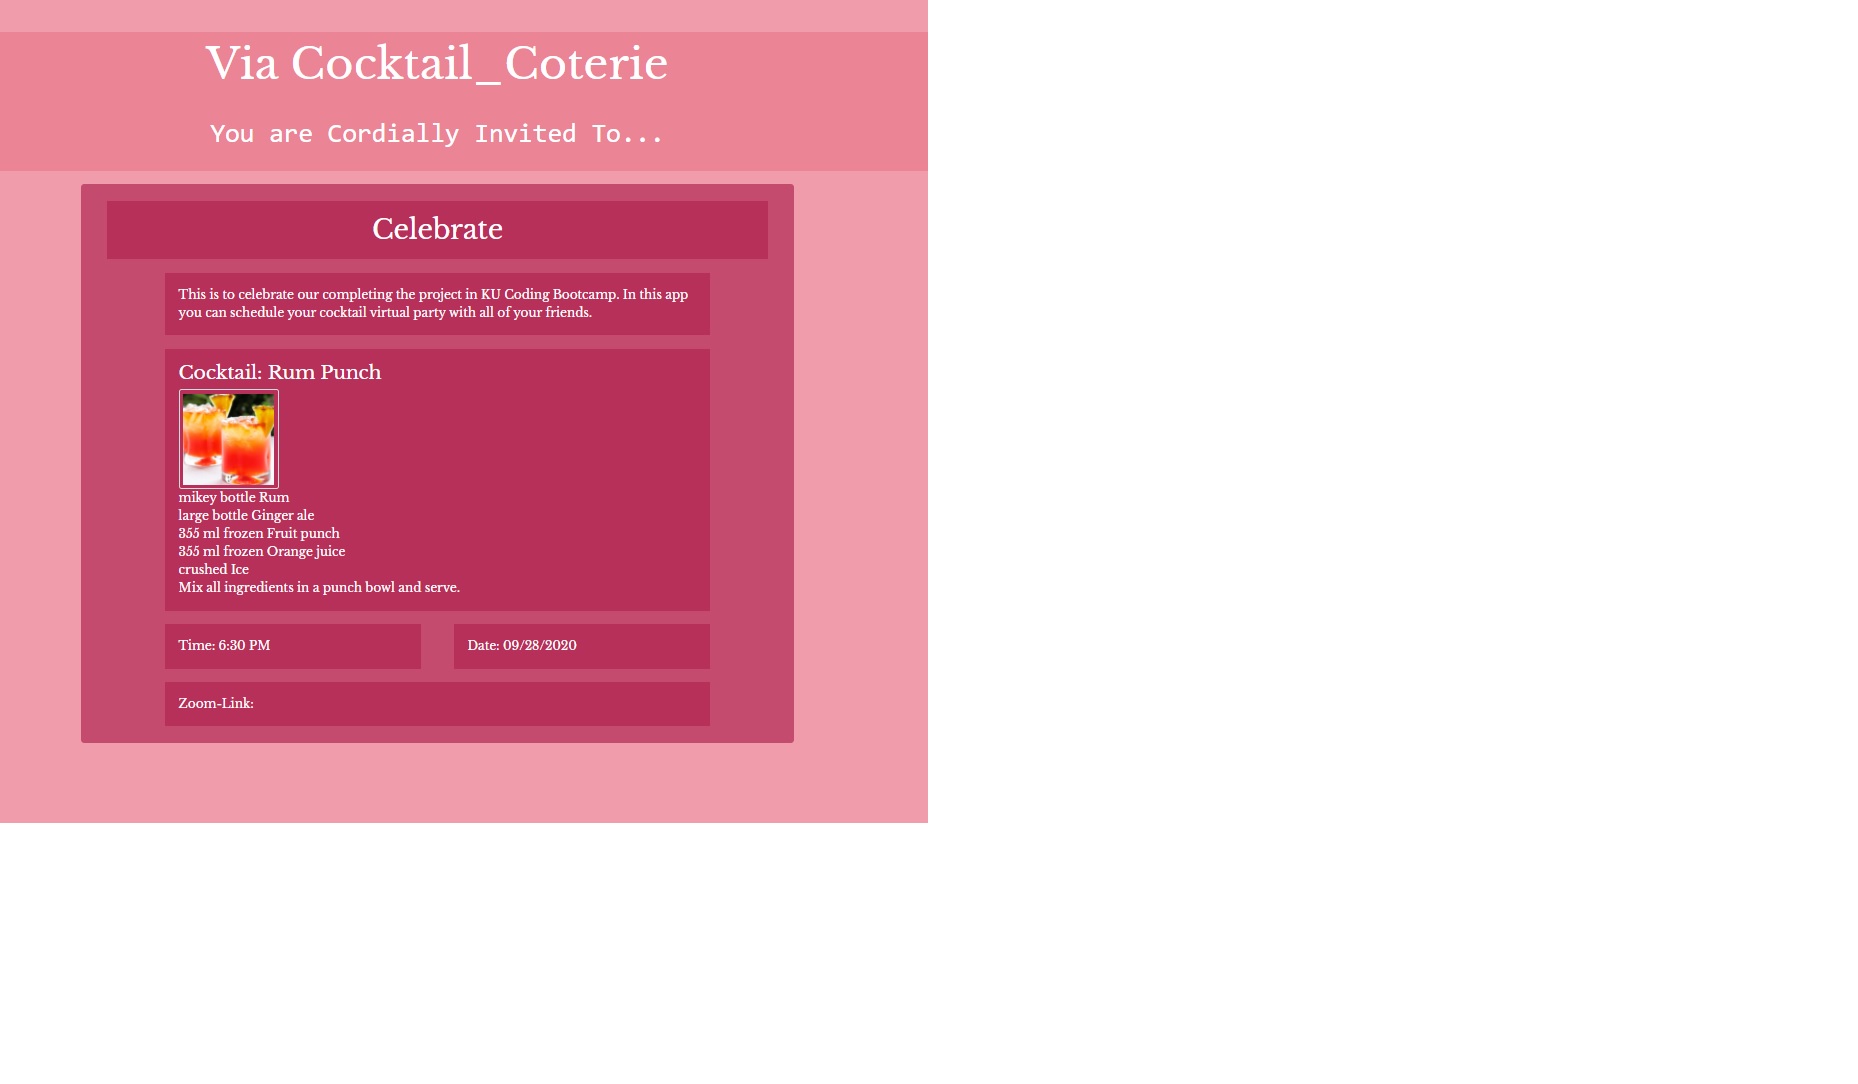 Via Cocktail_Coterie
You are Cordially Invited To...
Celebrate
This is to celebrate our completing the project in KU Coding Bootcamp. In this app
you can schedule your cocktail virtual party with all of your friends.
Cocktail: Rum Punch
mikey bottle Rum
large bottle Ginger ale
355 ml frozen Fruit punch
355 ml frozen Orange juice
crushed Ice
Mix all ingredients in a punch bowl and serve.
Time: 6:30 PM
Date: 09/28/2020
Zoom-Link: